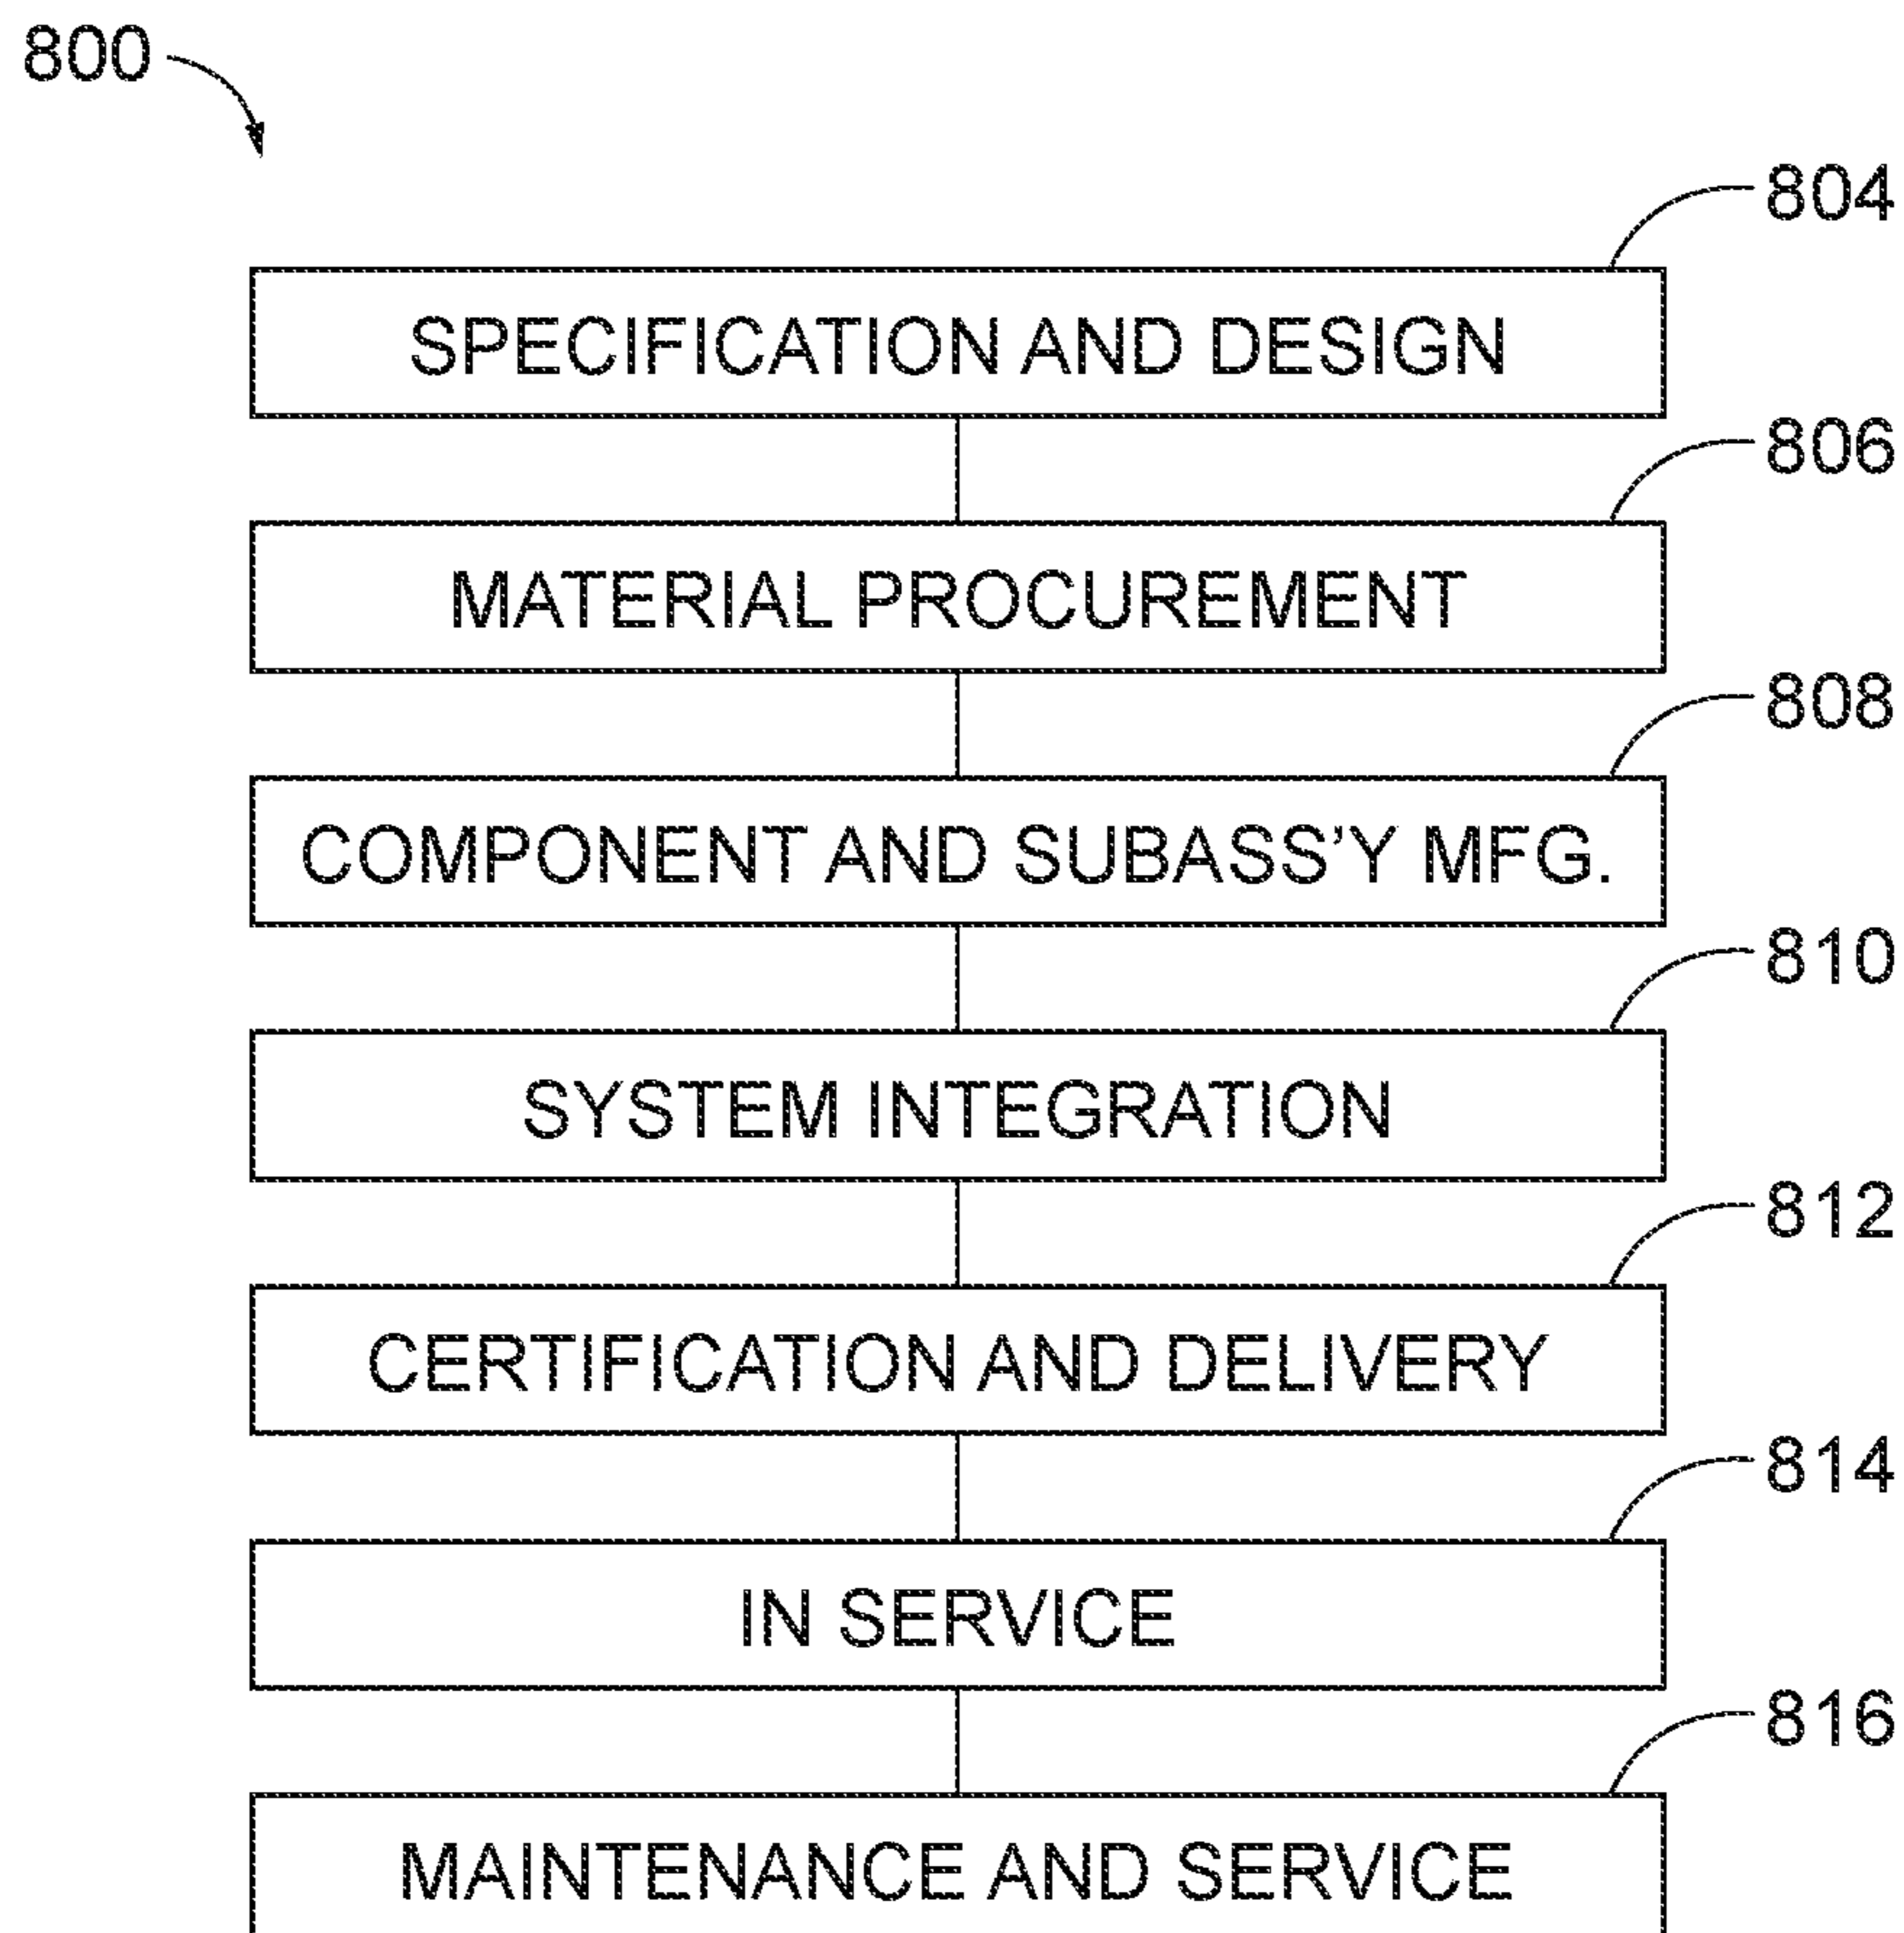 800
804
SPECIFICATION AND DESIGN
806
MATERIAL PROCUREMENT
808
COMPONENT AND SUBASS’Y MFG.
810
SYSTEM INTEGRATION
812
CERTIFICATION AND DELIVERY
814
IN SERVICE
816
MAINTENANCE AND SERVICE